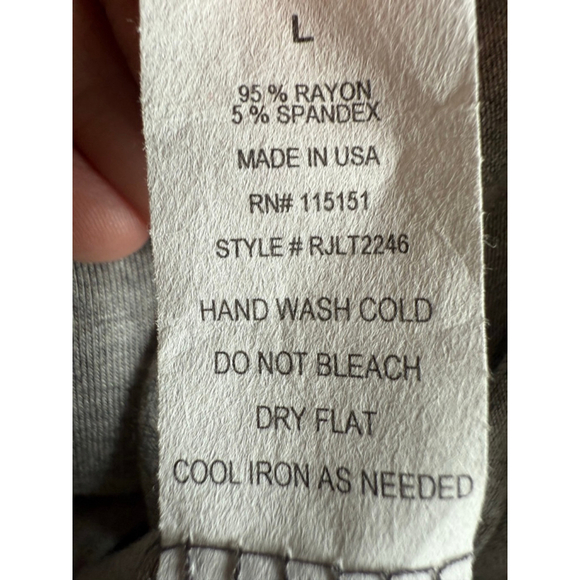 L
95 % RAYON
5 % SPANDEX
MADE IN USA
RN# 115151
STYLE # RJLT2246
HAND WASH COLD
DO NOT BLEACH
DRY FLAT
COOL IRON AS NEEDED